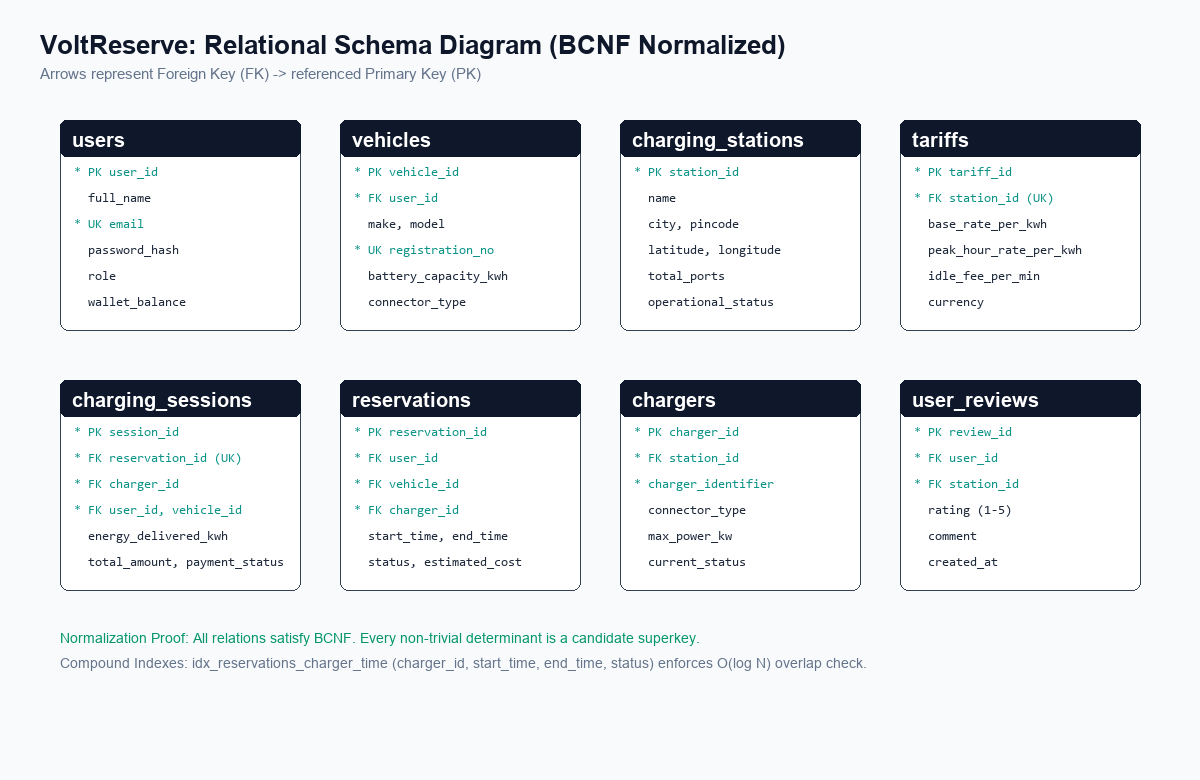 VoltReserve: Relational Schema Diagram (BCNF Normalized)
Arrows represent Foreign Key (FK) -> referenced Primary Key (PK)
users
* PK user_id
full_name
* UK email
password_hash
role
wallet_balance
vehicles
* PK vehicle_id
* FK user_id
make, model
* UK registration_no
battery_capacity_kwh
connector_type
charging_stations
* PK station_id
name
city, pincode
latitude, longitude
total_ports
operational_status
tariffs
* PK tariff_id
* FK station_id (UK)
base_rate_per_kwh
peak_hour_rate_per_kwh
idle_fee_per_min
currency
charging_sessions
* PK session_id
* FK reservation_id (UK)
* FK charger_id
* FK user_id, vehicle_id
energy_delivered_kwh
total_amount, payment_status
reservations
* PK reservation_id
* FK user_id
* FK vehicle_id
* FK charger_id
start_time, end_time
status, estimated_cost
chargers
* PK charger_id
* FK station_id
* charger_identifier
connector_type
max_power_kw
current_status
user_reviews
* PK review_id
* FK user_id
* FK station_id
rating (1-5)
comment
created_at
Normalization Proof: All relations satisfy BCNF. Every non-trivial determinant is a candidate superkey.
Compound Indexes: idx_reservations_charger_time (charger_id, start_time, end_time, status) enforces O(log N) overlap check.